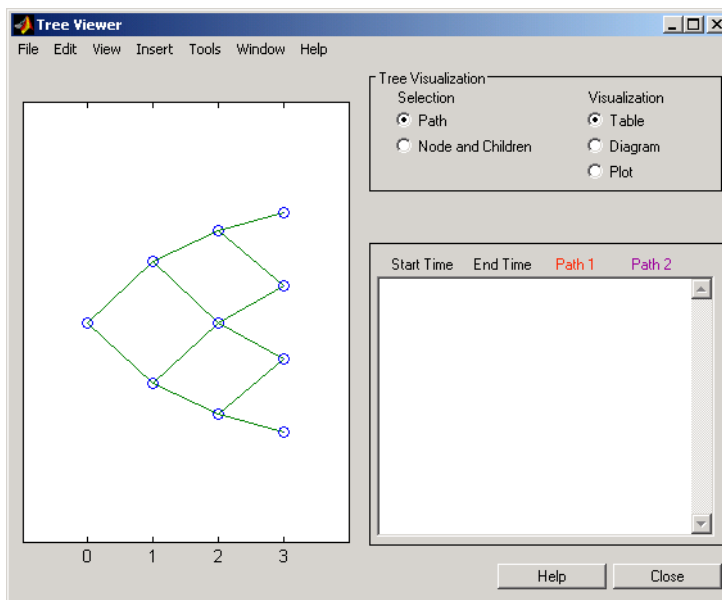 Tree Viewer
File Edit View Insert Tools Window Help
Tree Visualization
Selection Visualization
Path Table
Node and Children Diagram
Plot
Start Time End Time Path 1 Path 2
0 1 2 3
Help Close